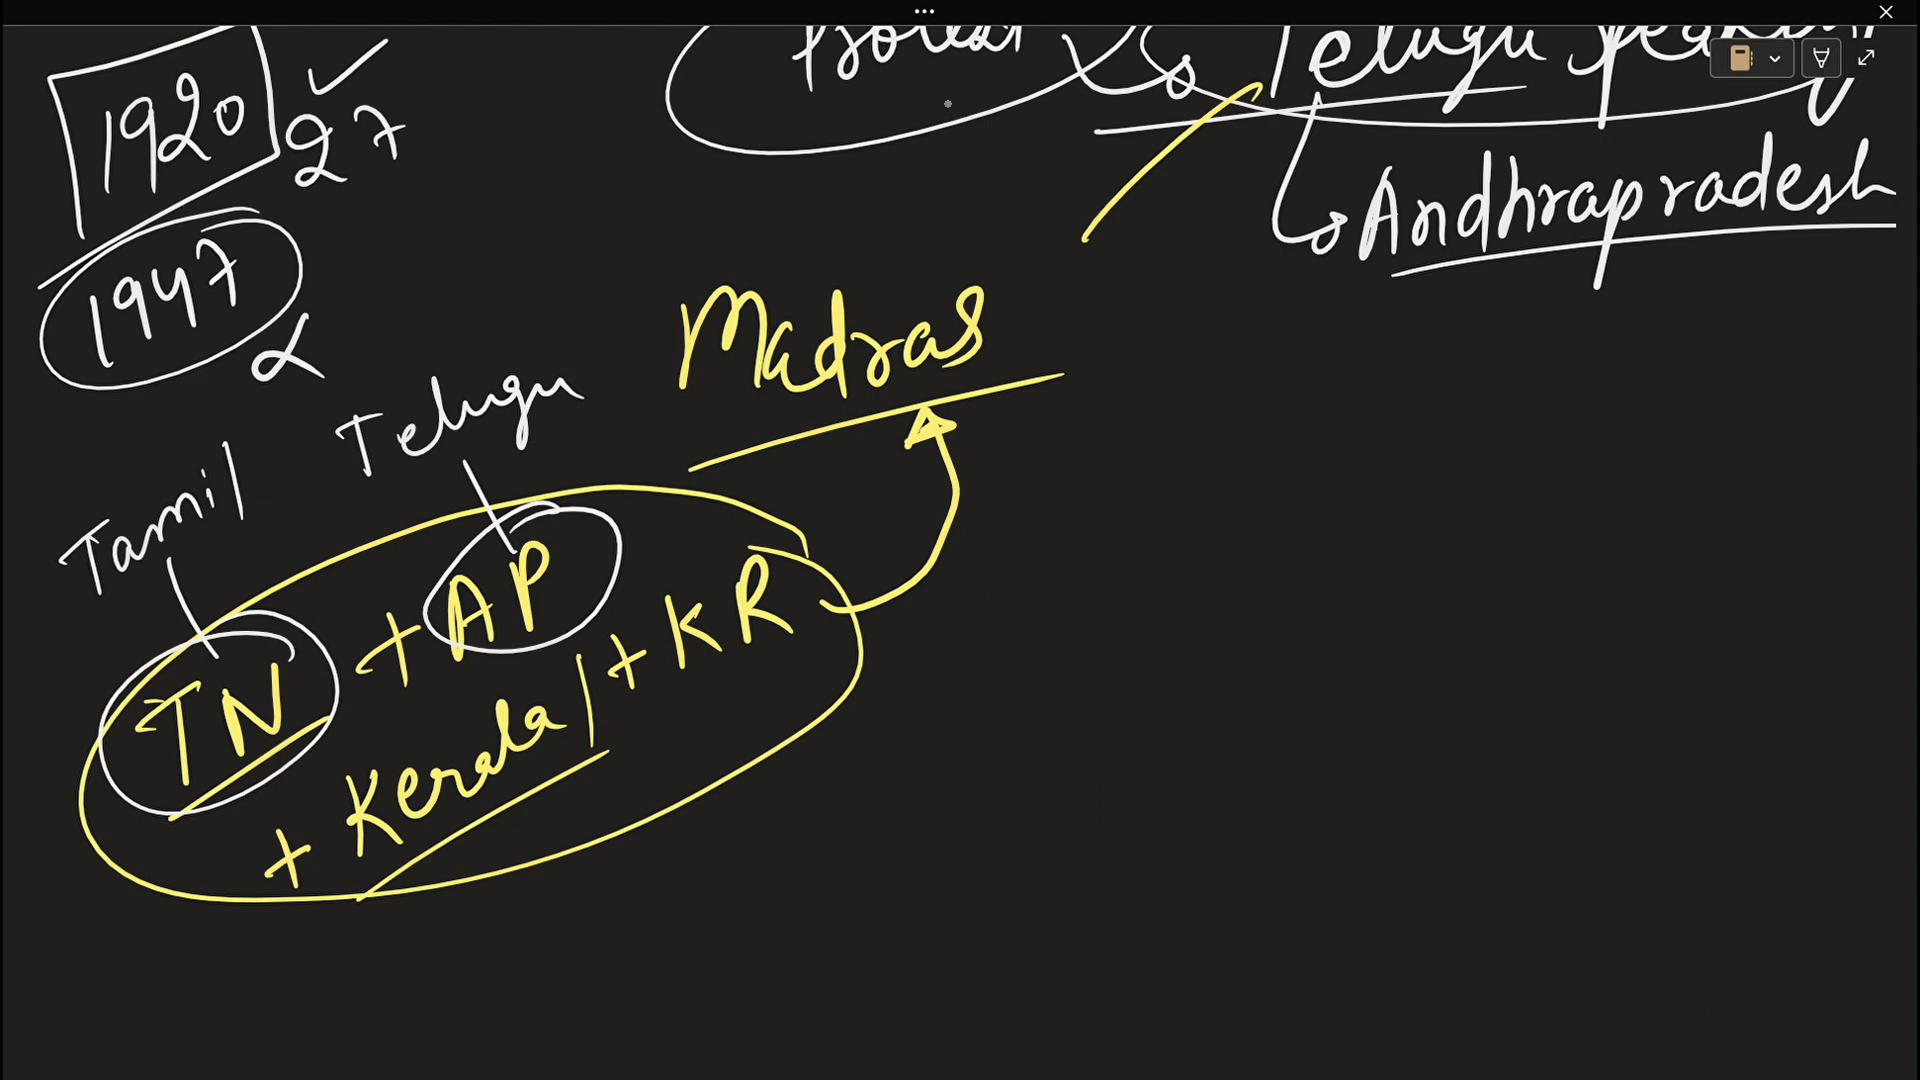 Telugu
1920
27
Andhrapradesh
1947
Madras
Telugu
Tamil
TN + AP
+ Kerala / + KR